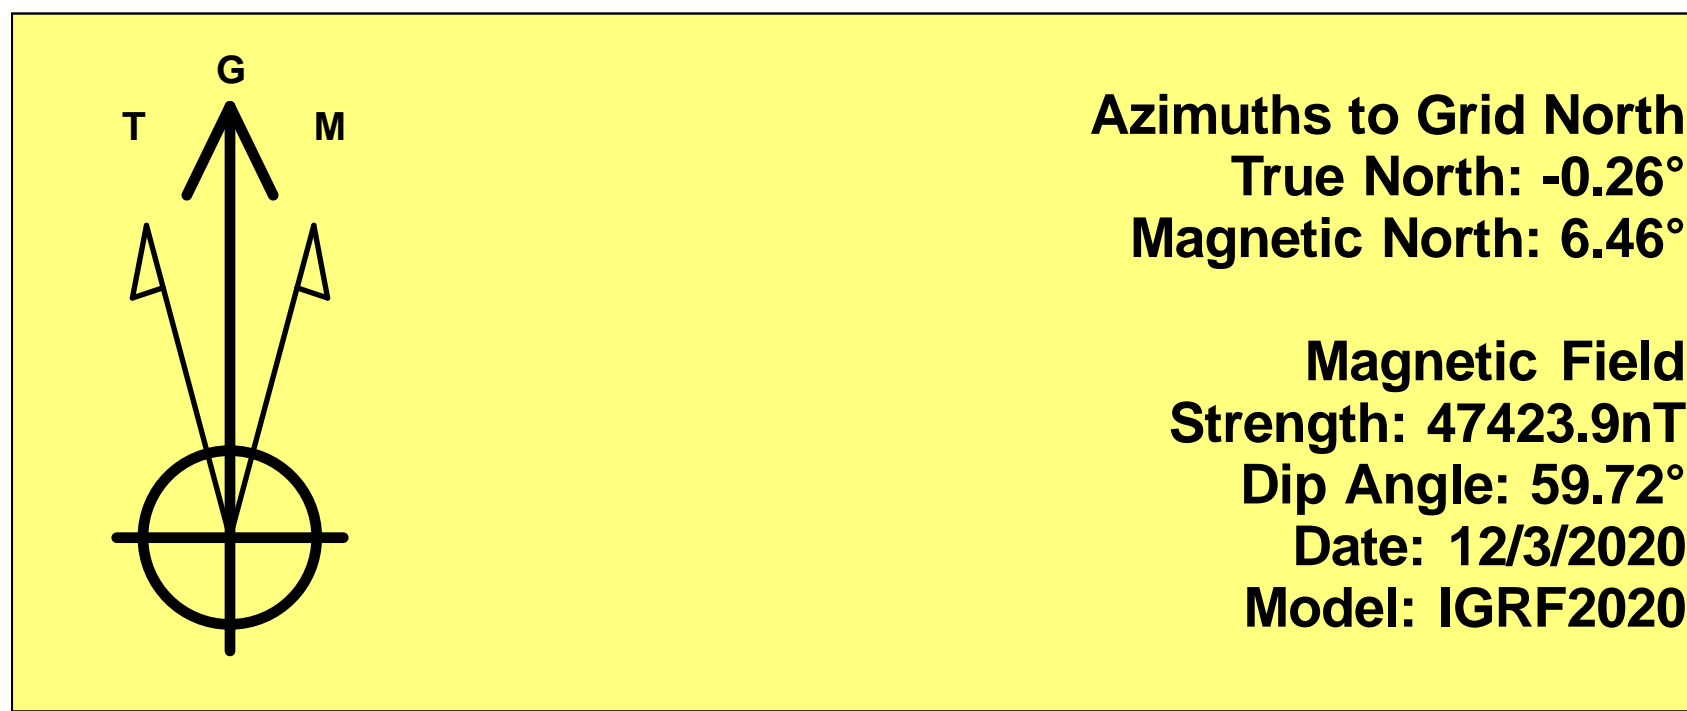 G
T M
Azimuths to Grid North
True North: -0.26°
Magnetic North: 6.46°
Magnetic Field
Strength: 47423.9nT
Dip Angle: 59.72°
Date: 12/3/2020
Model: IGRF2020